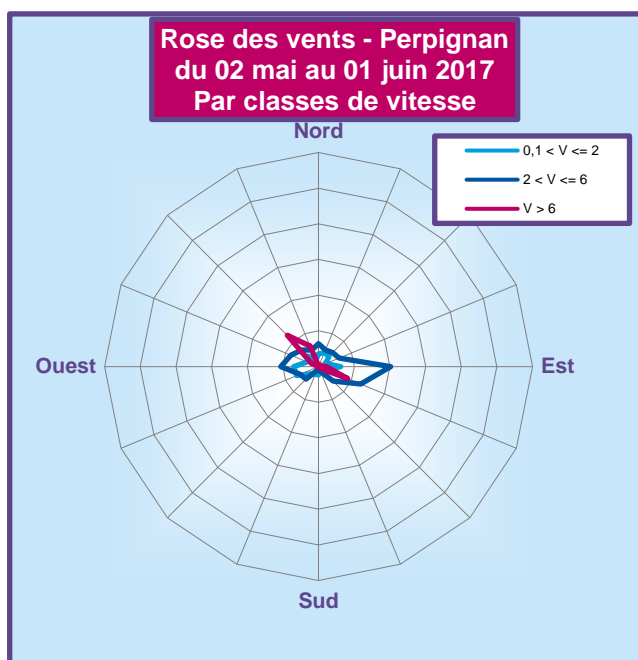 Rose des vents - Perpignan
du 02 mai au 01 juin 2017
Par classes de vitesse
Nord
0,1 < V <= 2
2 < V <= 6
V > 6
Ouest
Est
Sud